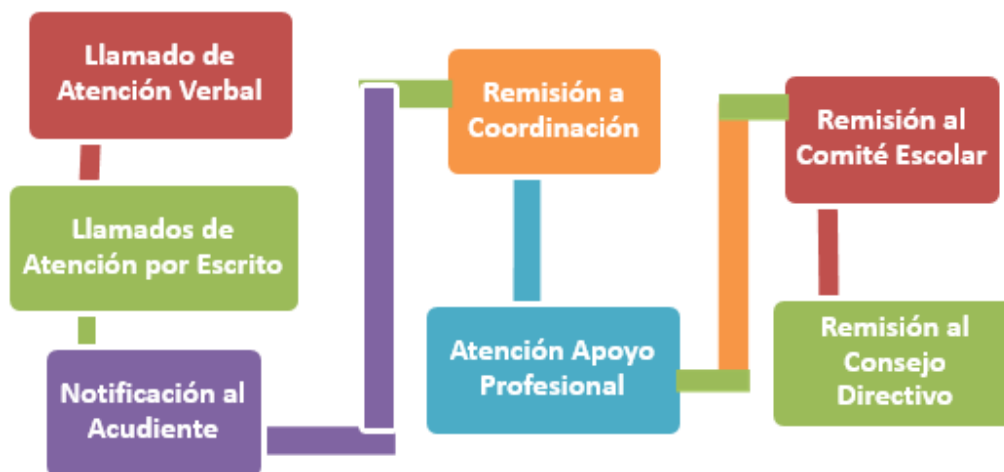 Llamado de
Atención Verbal
Llamados de
Atención por Escrito
Notificación al
Acudiente
Remisión a
Coordinación
Atención Apoyo
Profesional
Remisión al
Comité Escolar
Remisión al
Consejo
Directivo